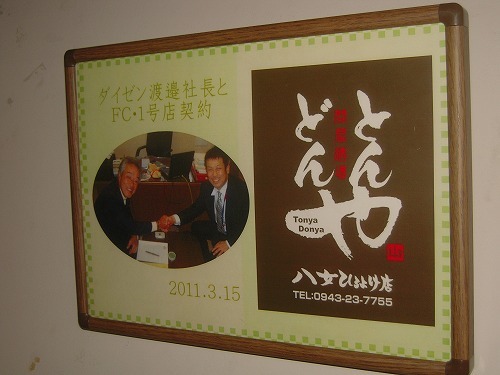 ダイゼン渡邉社長と
FC・1号店契約
2011.3.15
とんや
どんや
Tonya
Donya
八女ひよより店
TEL:0943-23-7755